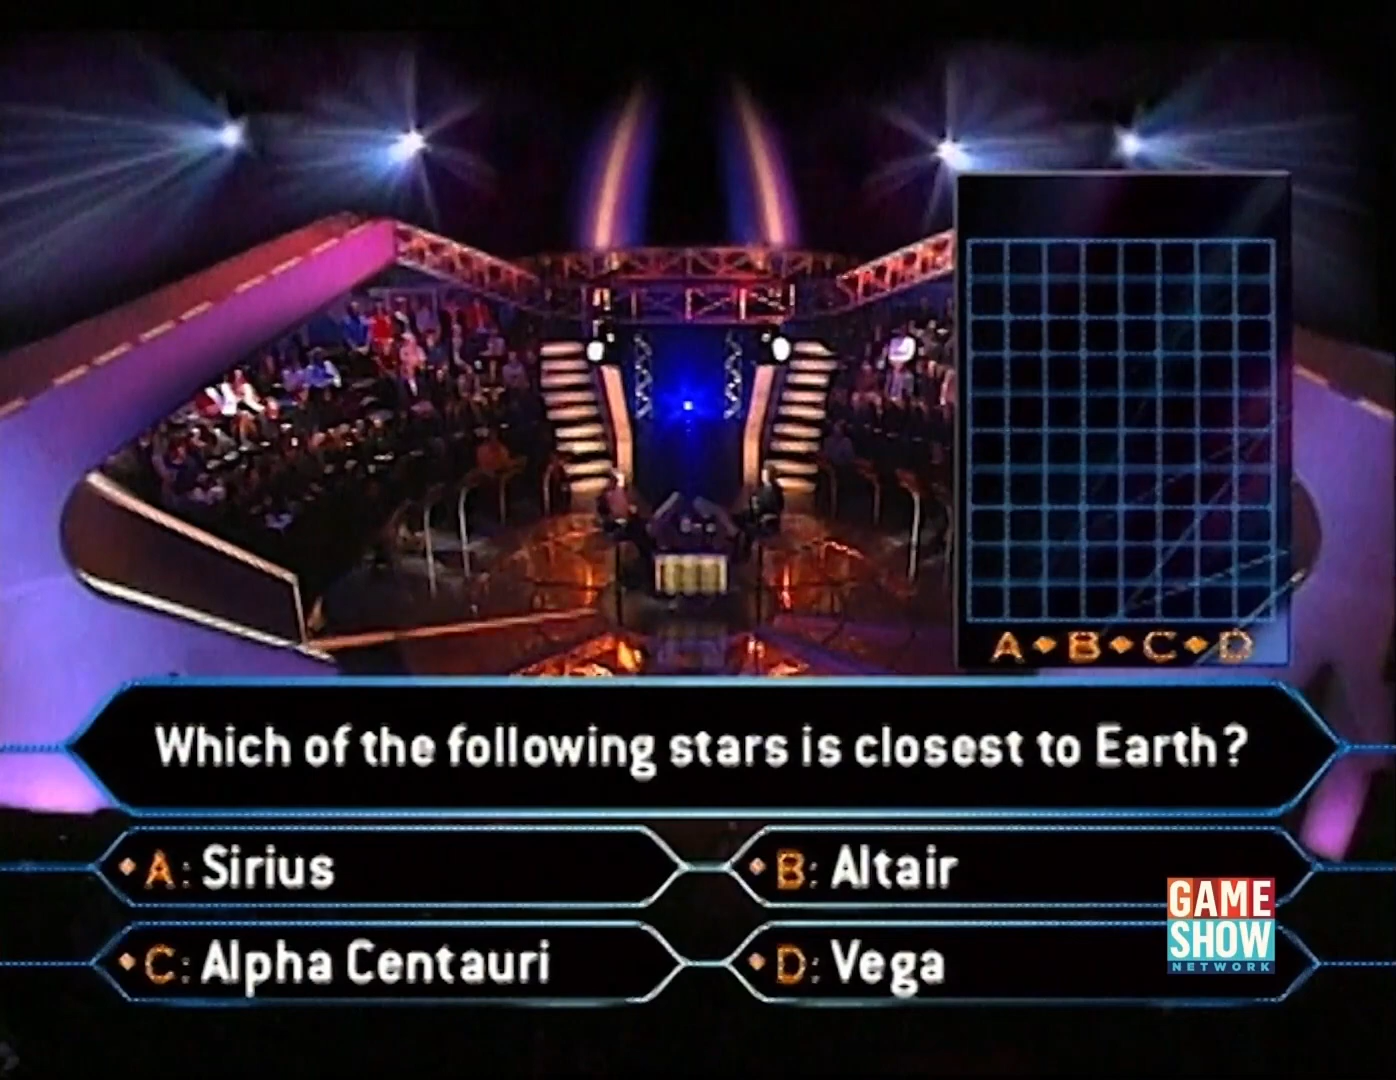 A B C D
Which of the following stars is closest to Earth?
A: Sirius
B: Altair
C: Alpha Centauri
D: Vega
GAME
SHOW
NETWORK